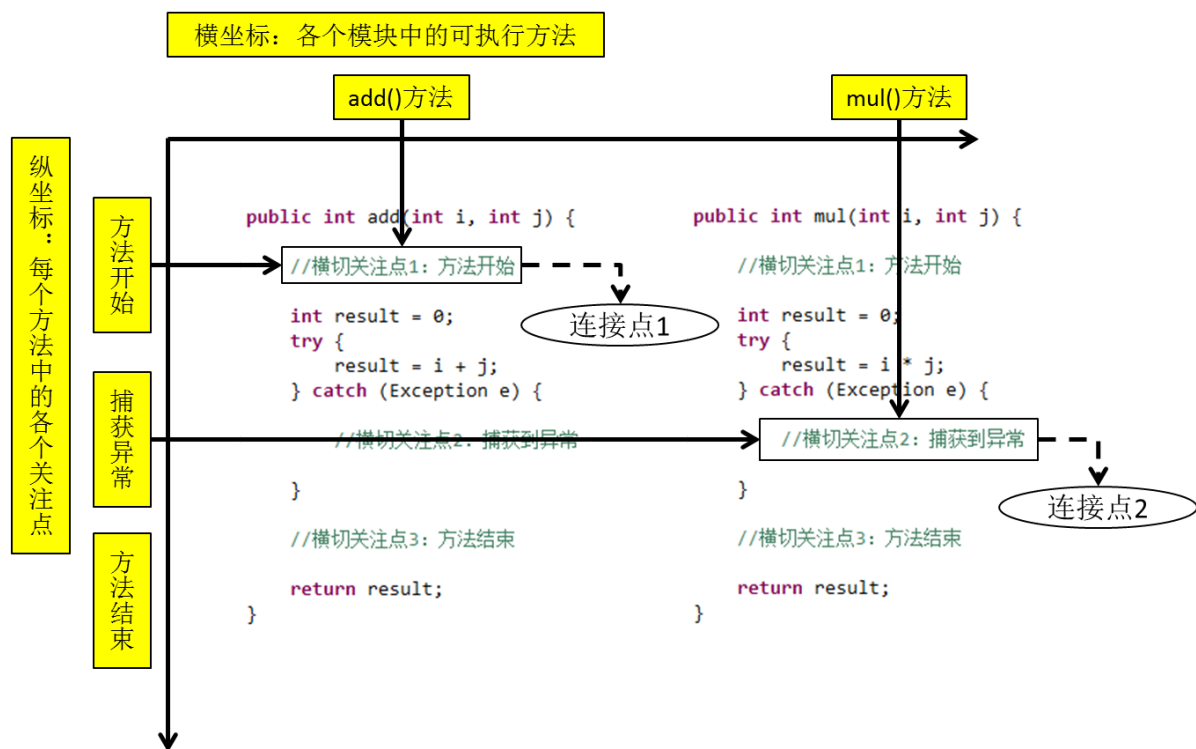 横坐标：各个模块中的可执行方法
add()方法
mul()方法
纵坐标：每个方法中的各个关注点
方法开始
捕获异常
方法结束
public int add(int i, int j) {
//横切关注点1：方法开始
int result = 0;
try {
result = i + j;
} catch (Exception e) {
//横切关注点2：捕获到异常
}
//横切关注点3：方法结束
return result;
}
连接点1
public int mul(int i, int j) {
//横切关注点1：方法开始
int result = 0;
try {
result = i * j;
} catch (Exception e) {
//横切关注点2：捕获到异常
}
//横切关注点3：方法结束
return result;
}
连接点2